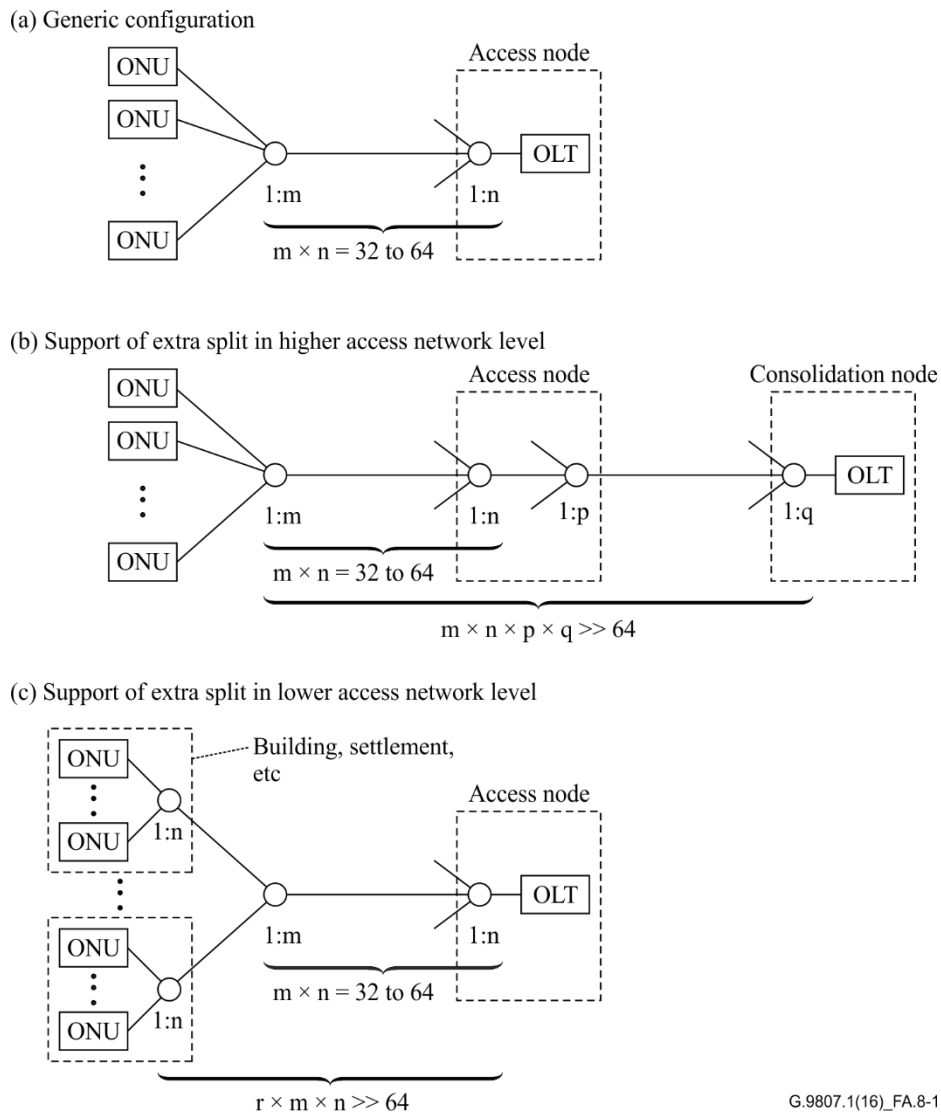 (a) Generic configuration
Access node
ONU
ONU
OLT
ONU
1:m
1:n
m × n = 32 to 64
(b) Support of extra split in higher access network level
Access node
Consolidation node
ONU
ONU
OLT
ONU
1:m
1:n
1:p
1:q
m × n = 32 to 64
m × n × p × q >> 64
(c) Support of extra split in lower access network level
Building, settlement,
etc
ONU
ONU
1:n
Access node
OLT
1:m
1:n
ONU
ONU
1:n
m × n = 32 to 64
r × m × n >> 64
G.9807.1(16)_FA.8-1